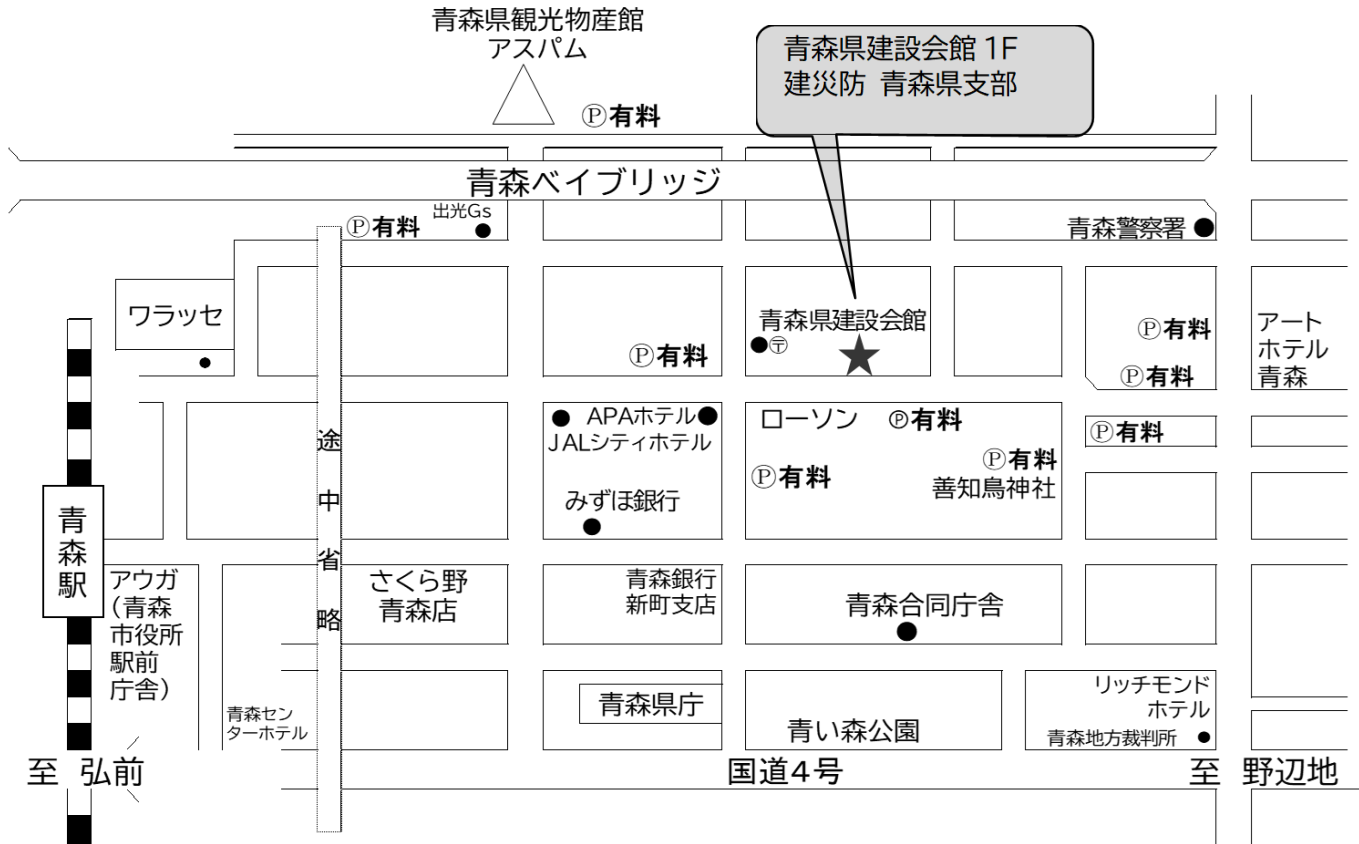 青森県観光物産館
アスパム
Ⓟ有料
青森県建設会館 1F
建災防 青森県支部
青森ベイブリッジ
Ⓟ有料
出光Gs
青森警察署
ワラッセ
Ⓟ有料
青森県建設会館
〒
Ⓟ有料
Ⓟ有料
アート
ホテル
青森
APAホテル
JALシティホテル
みずほ銀行
ローソン
Ⓟ有料
Ⓟ有料
Ⓟ有料
善知鳥神社
Ⓟ有料
途中省略
青森駅
アウガ
(青森
市役所
駅前
庁舎)
さくら野
青森店
青森銀行
新町支店
青森合同庁舎
青森セン
ターホテル
青森県庁
青い森公園
リッチモンド
ホテル
青森地方裁判所
至 弘前
国道4号
至 野辺地